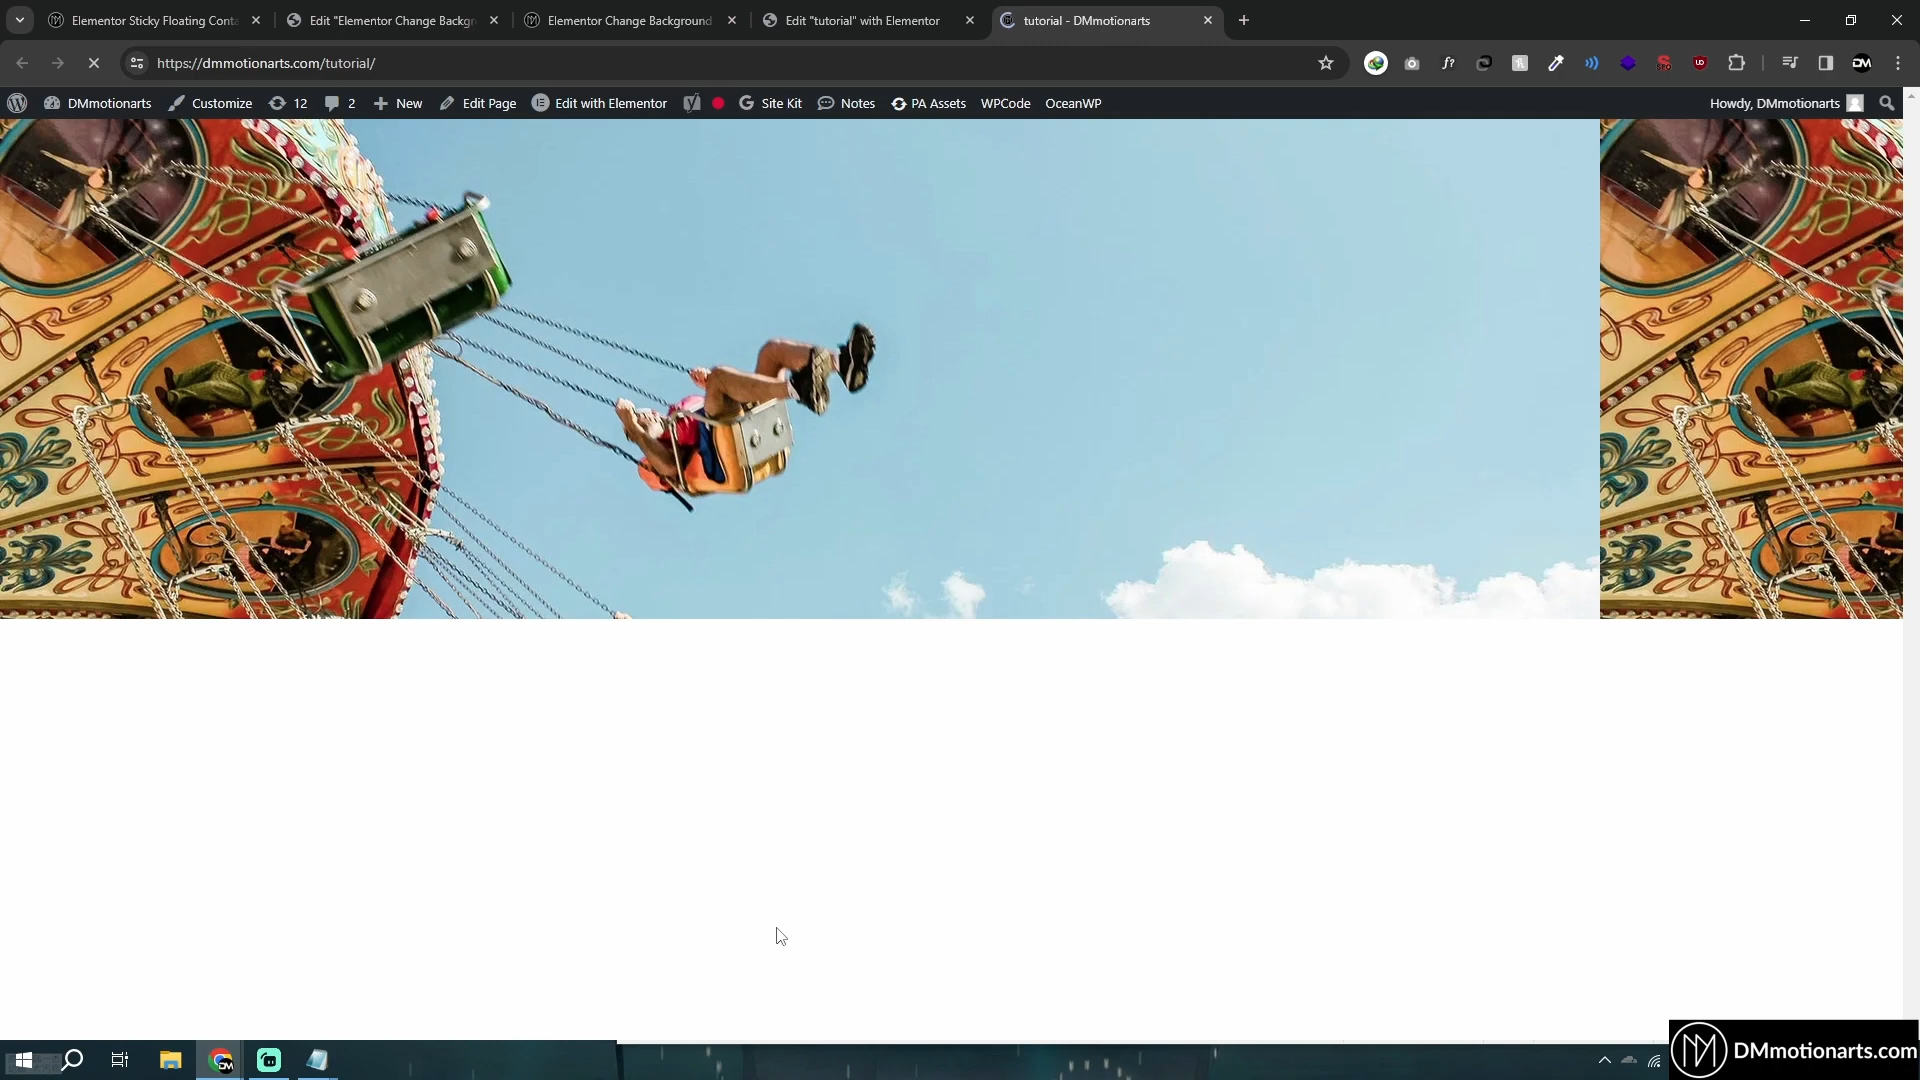 Elementor Sticky Floating Conta
Edit "Elementor Change Backgr
Elementor Change Background
Edit "tutorial" with Elementor
tutorial - DMmotionarts
https://dmmotionarts.com/tutorial/
DMmotionarts
Customize
12
2
New
Edit Page
Edit with Elementor
Site Kit
Notes
PA Assets
WPCode
OceanWP
Howdy, DMmotionarts
DMmotionarts.com